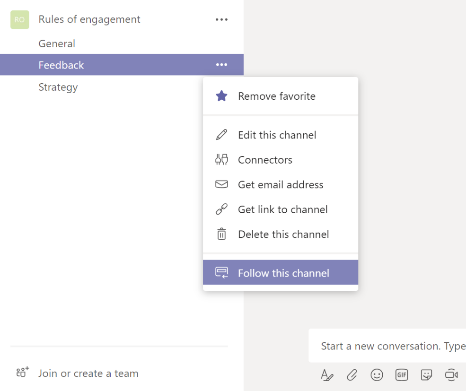 RO Rules of engagement
General
Feedback
Strategy
Remove favorite
Edit this channel
Connectors
Get email address
Get link to channel
Delete this channel
Follow this channel
Start a new conversation. Type
GIF
Join or create a team